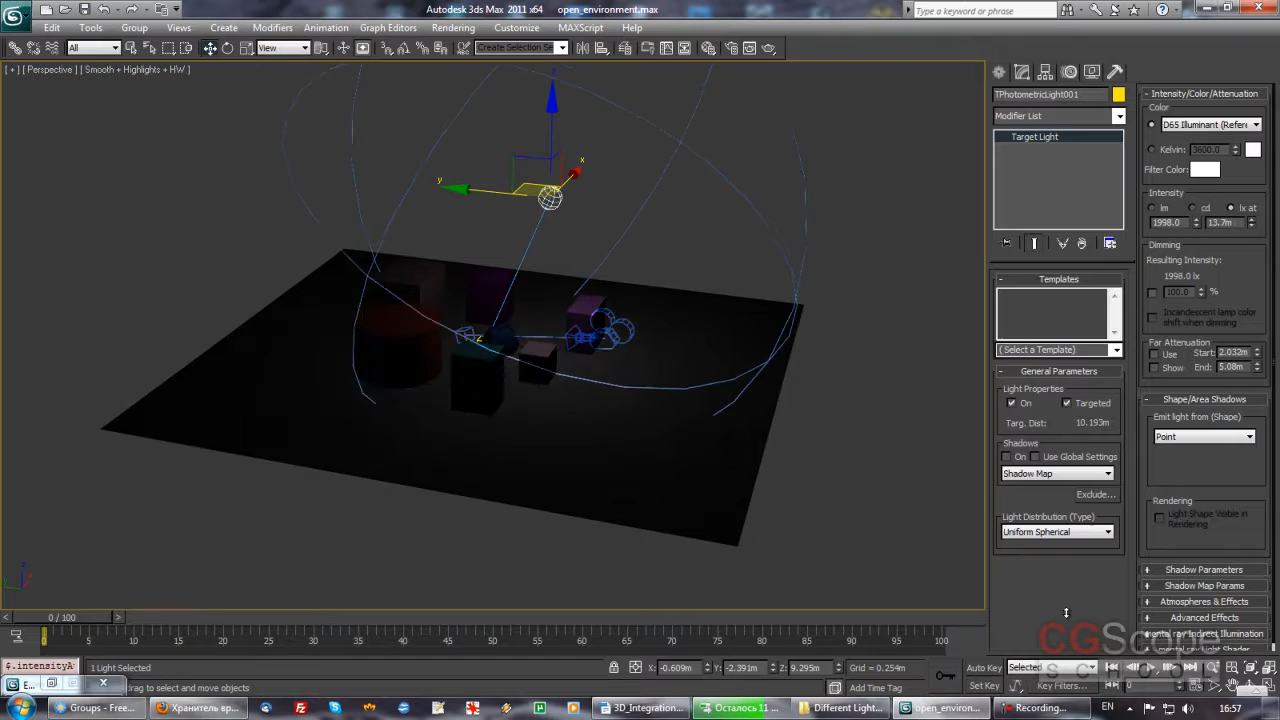 Autodesk 3ds Max 2011 x64 open_environment.max
Type a keyword or phrase
Edit Tools Group Views Create Modifiers Animation Graph Editors Rendering Customize MAXScript Help
All View Create Selection Se
[ + ] [ Perspective ] [ Smooth + Highlights + HW ]
z
x
y
z
TPhotometricLight001
Modifier List
Target Light
Templates
( Select a Template)
General Parameters
Light Properties
On Targeted
Targ. Dist: 10.193m
Shadows
On Use Global Settings
Shadow Map
Exclude...
Light Distribution (Type)
Uniform Spherical
Intensity/Color/Attenuation
Color
D65 Illuminant (Refere
Kelvin: 3600.0
Filter Color:
Intensity
lm cd lx at
1998.0 13.7m
Dimming
Resulting Intensity:
1998.0 lx
100.0 %
Incandescent lamp color
shift when dimming
Far Attenuation
Use Start: 2.032m
Show End: 5.08m
Shape/Area Shadows
Emit light from (Shape)
Point
Rendering
Light Shape Visible in
Rendering
Shadow Parameters
Shadow Map Params
Atmospheres & Effects
Advanced Effects
mental ray Indirect Illumination
mental ray Light Shader
CGScope
SCHOOL
0 / 100
0 5 10 15 20 25 30 35 40 45 50 55 60 65 70 75 80 85 90 95 100
$.intensityA
1 Light Selected
X: -0.609m Y: -2.391m Z: 9.295m Grid = 0.254m
Auto Key Selected
E...
drag to select and move objects
Add Time Tag
Set Key Key Filters... 0
Groups - Free... Хранитель вр... 3D_Integration... Осталось 11 ... Different Light... open_environ... Recording... EN 16:57